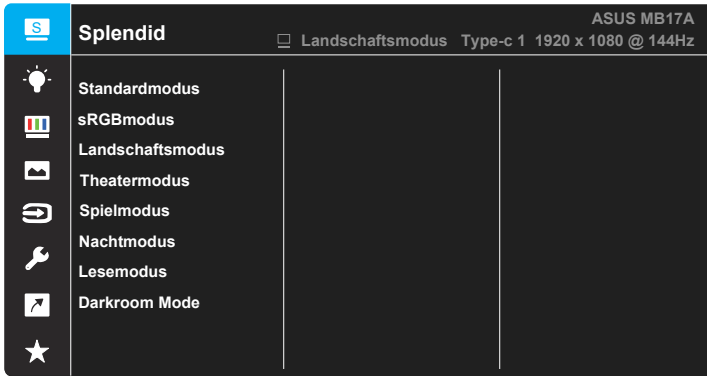 S
Splendid
ASUS MB17A
Landschaftsmodus Type-c 1 1920 x 1080 @ 144Hz
Standardmodus
sRGBmodus
Landschaftsmodus
Theatermodus
Spielmodus
Nachtmodus
Lesemodus
Darkroom Mode